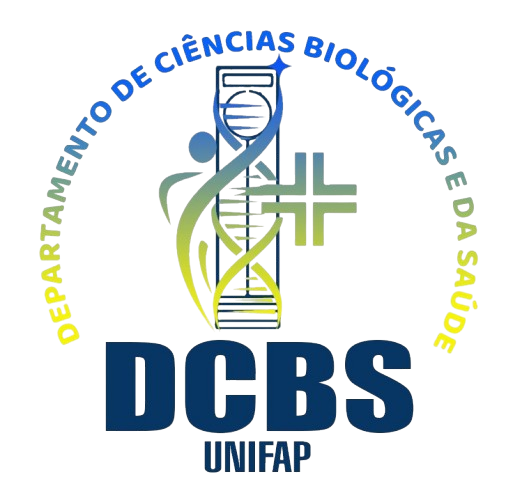 DEPARTAMENTO DE CIÊNCIAS BIOLÓGICAS E DA SAÚDE
DCBS
UNIFAP